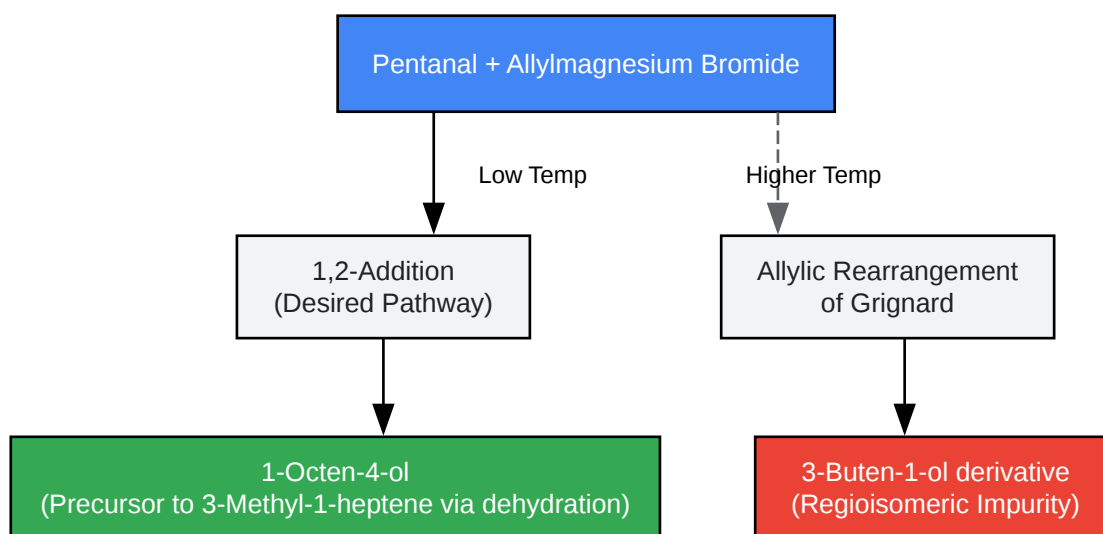 Pentanal + Allylmagnesium Bromide
Low Temp
Higher Temp
1,2-Addition
(Desired Pathway)
Allylic Rearrangement
of Grignard
1-Octen-4-ol
(Precursor to 3-Methyl-1-heptene via dehydration)
3-Buten-1-ol derivative
(Regioisomeric Impurity)